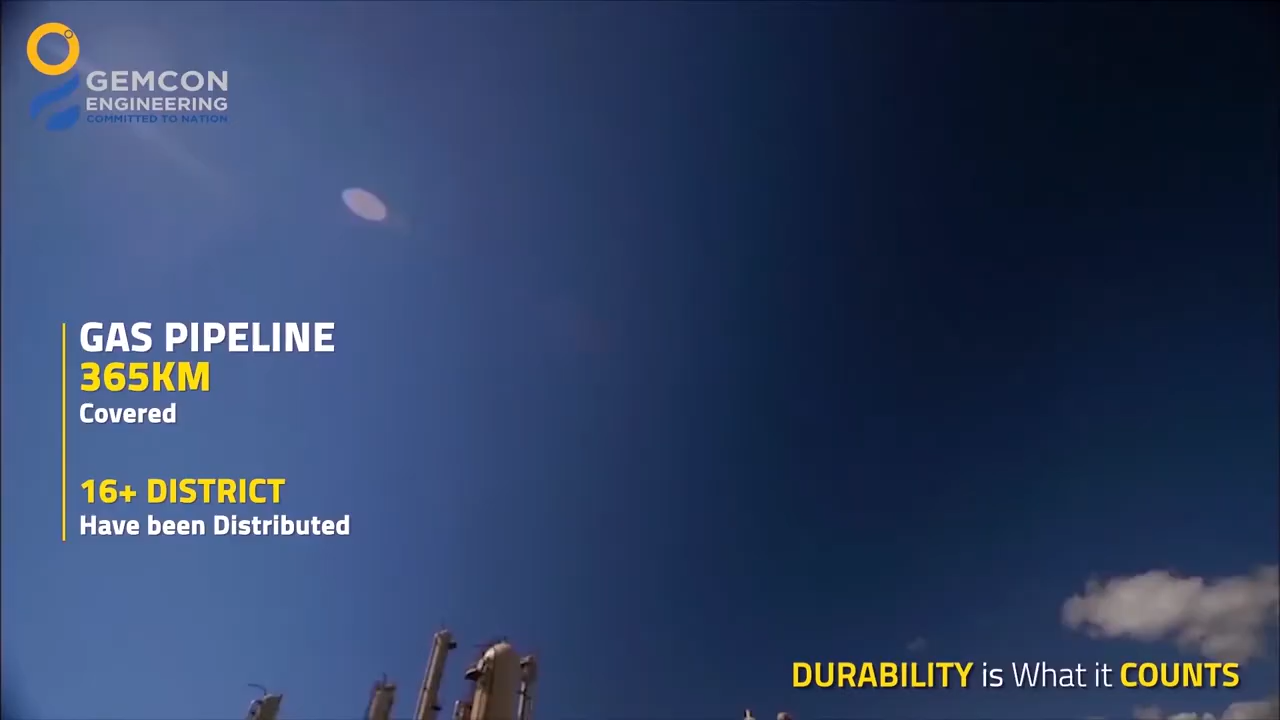 GEMCON
ENGINEERING
COMMITTED TO NATION
GAS PIPELINE
365KM
Covered
16+ DISTRICT
Have been Distributed
DURABILITY is What it COUNTS